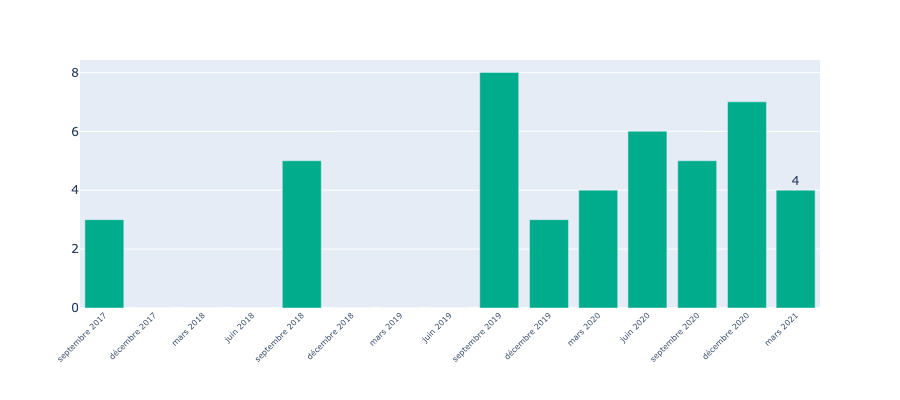 8
6
4
2
0
4
septembre 2017
décembre 2017
mars 2018
juin 2018
septembre 2018
décembre 2018
mars 2019
juin 2019
septembre 2019
décembre 2019
mars 2020
juin 2020
septembre 2020
décembre 2020
mars 2021